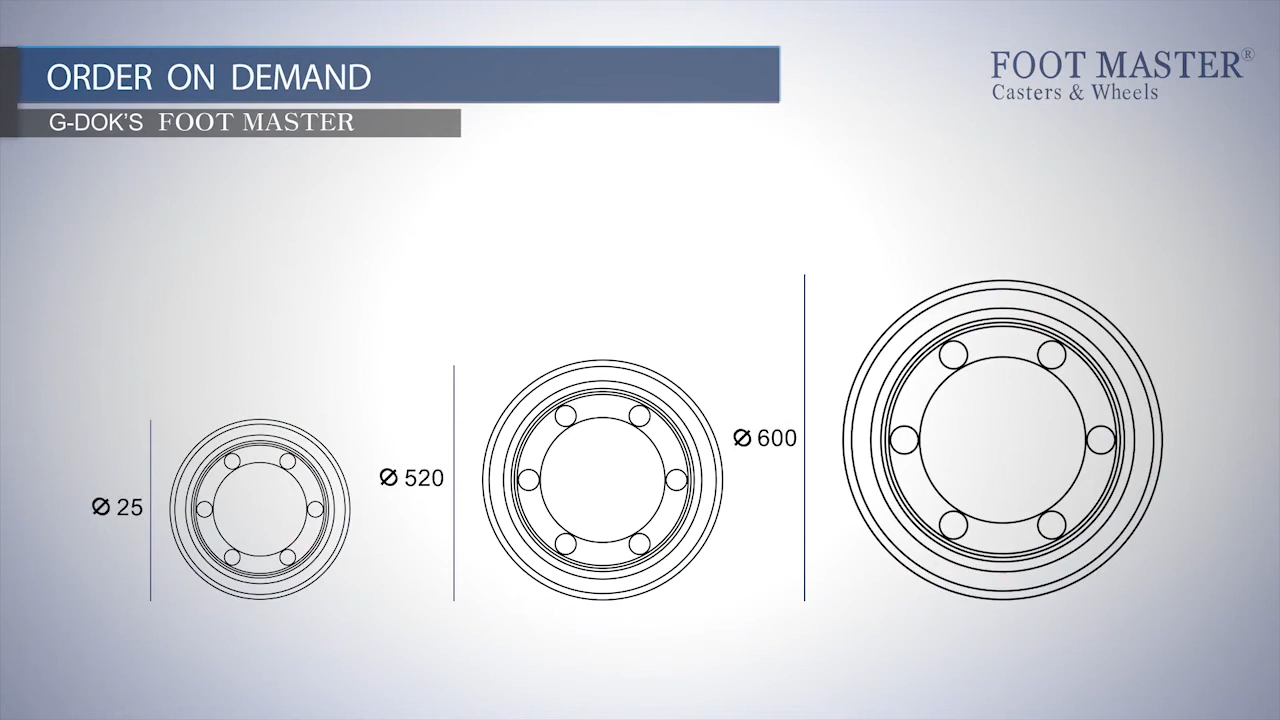 ORDER ON DEMAND
G-DOK'S FOOT MASTER
FOOT MASTER®
Casters & Wheels
Ø 25
Ø 520
Ø 600